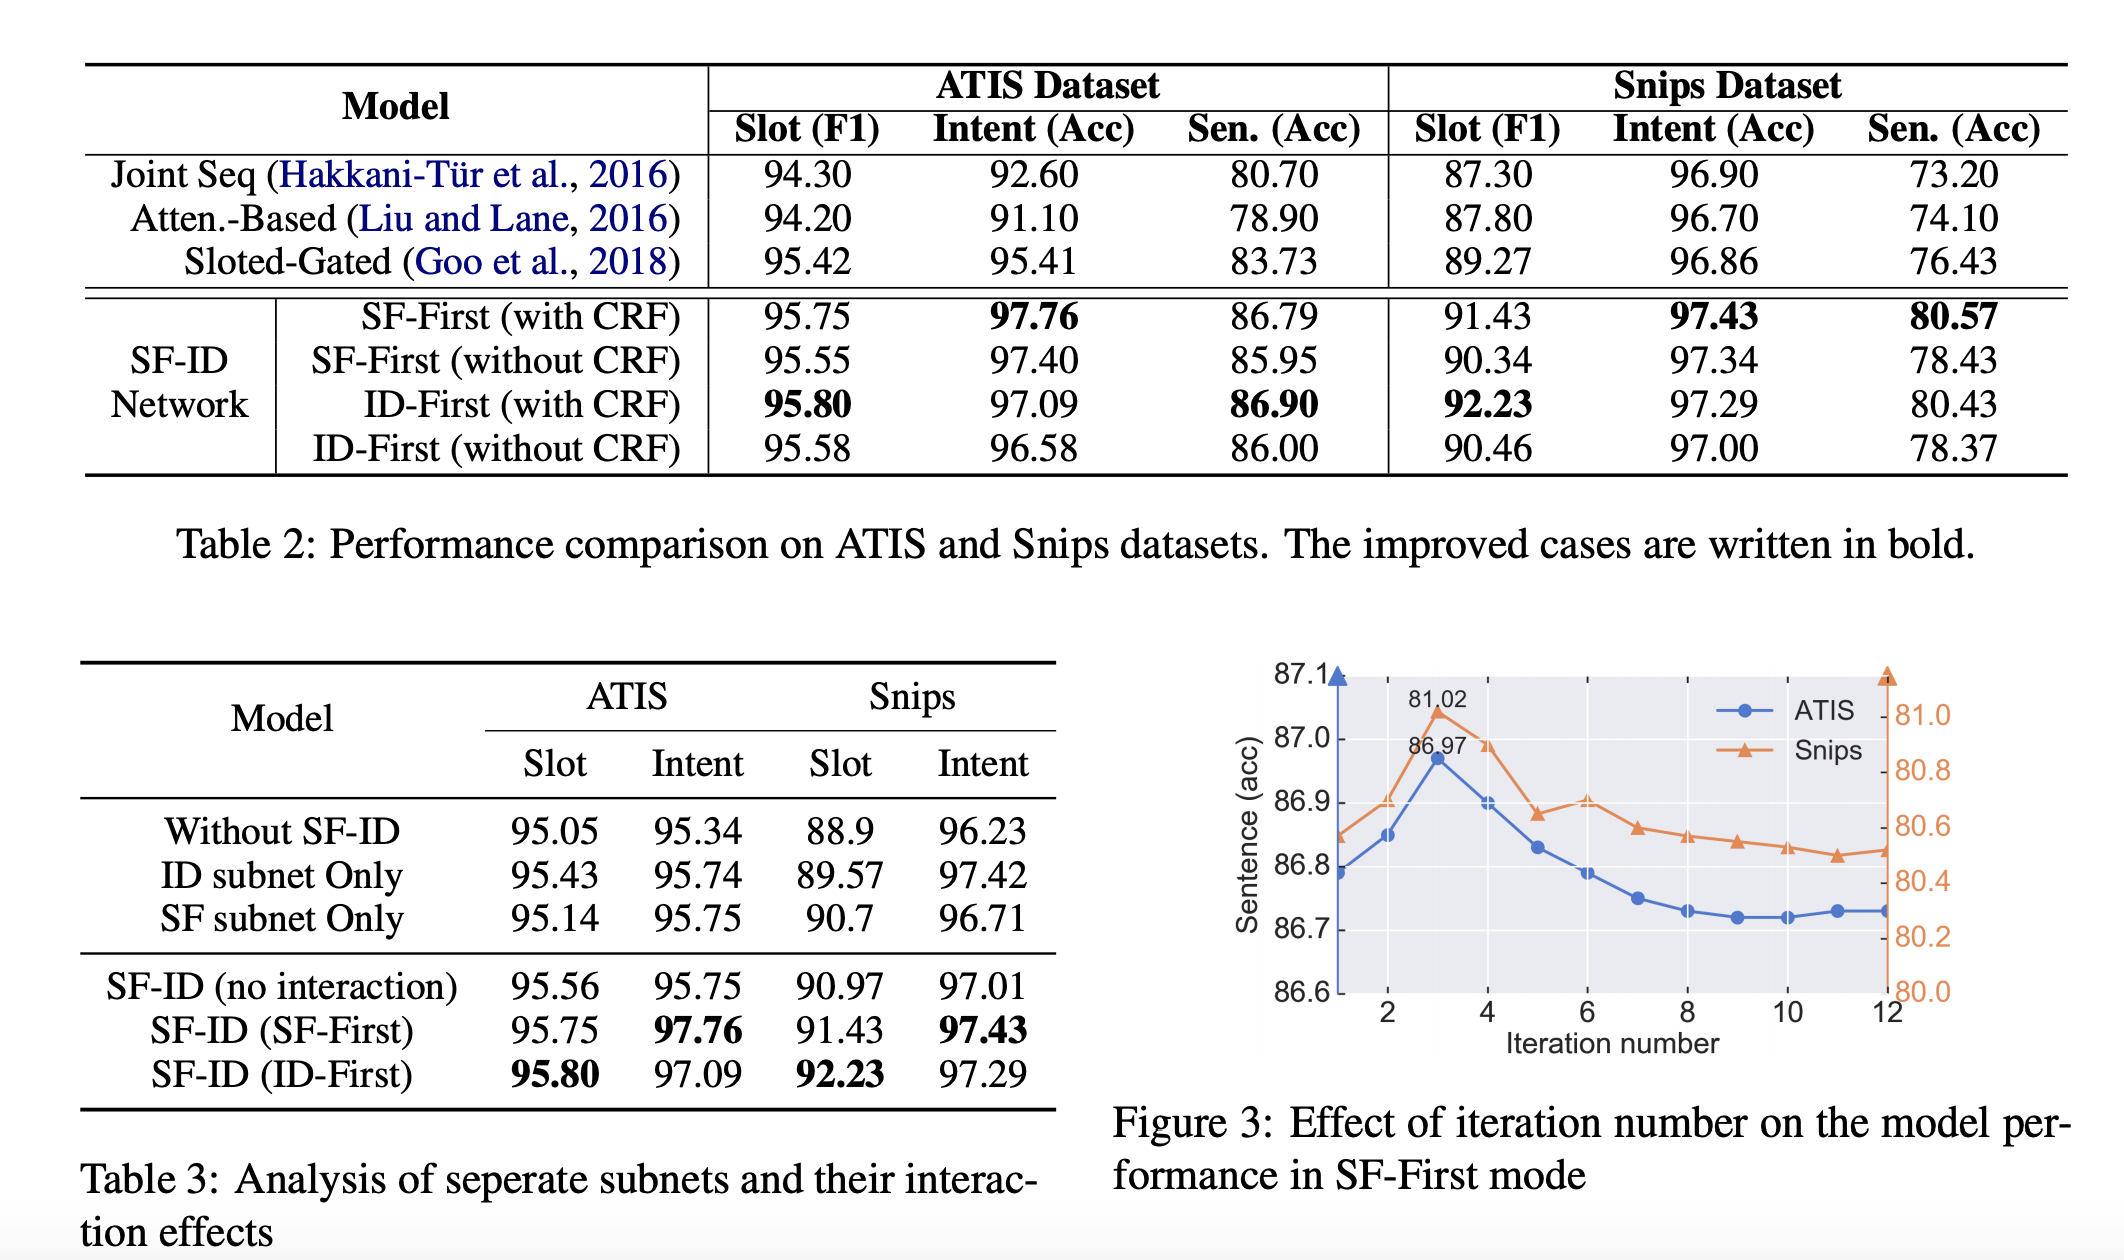 Model ATIS Dataset Snips Dataset
Slot (F1) Intent (Acc) Sen. (Acc) Slot (F1) Intent (Acc) Sen. (Acc)
Joint Seq (Hakkani-Tür et al., 2016) 94.30 92.60 80.70 87.30 96.90 73.20
Atten.-Based (Liu and Lane, 2016) 94.20 91.10 78.90 87.80 96.70 74.10
Sloted-Gated (Goo et al., 2018) 95.42 95.41 83.73 89.27 96.86 76.43
SF-ID Network
SF-First (with CRF) 95.75 97.76 86.79 91.43 97.43 80.57
SF-First (without CRF) 95.55 97.40 85.95 90.34 97.34 78.43
ID-First (with CRF) 95.80 97.09 86.90 92.23 97.29 80.43
ID-First (without CRF) 95.58 96.58 86.00 90.46 97.00 78.37
Table 2: Performance comparison on ATIS and Snips datasets. The improved cases are written in bold.
Model ATIS Snips
Slot Intent Slot Intent
Without SF-ID 95.05 95.34 88.9 96.23
ID subnet Only 95.43 95.74 89.57 97.42
SF subnet Only 95.14 95.75 90.7 96.71
SF-ID (no interaction) 95.56 95.75 90.97 97.01
SF-ID (SF-First) 95.75 97.76 91.43 97.43
SF-ID (ID-First) 95.80 97.09 92.23 97.29
Table 3: Analysis of seperate subnets and their interac-
tion effects
Sentence (acc)
87.1
87.0
86.9
86.8
86.7
86.6
81.02
86.97
ATIS
Snips
81.0
80.8
80.6
80.4
80.2
80.0
2 4 6 8 10 12
Iteration number
Figure 3: Effect of iteration number on the model per-
formance in SF-First mode